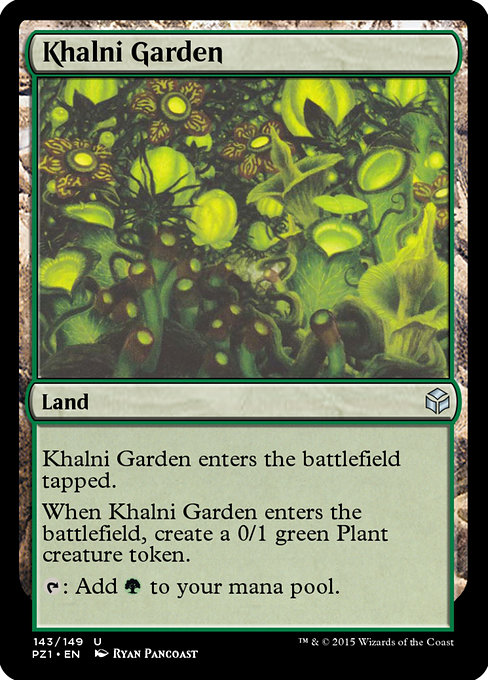 Khalni Garden
Land
Khalni Garden enters the battlefield
tapped.
When Khalni Garden enters the
battlefield, create a 0/1 green Plant
creature token.
: Add to your mana pool.
143/149 U
™ & © 2015 Wizards of the Coast
PZ1 • EN Ryan Pancoast